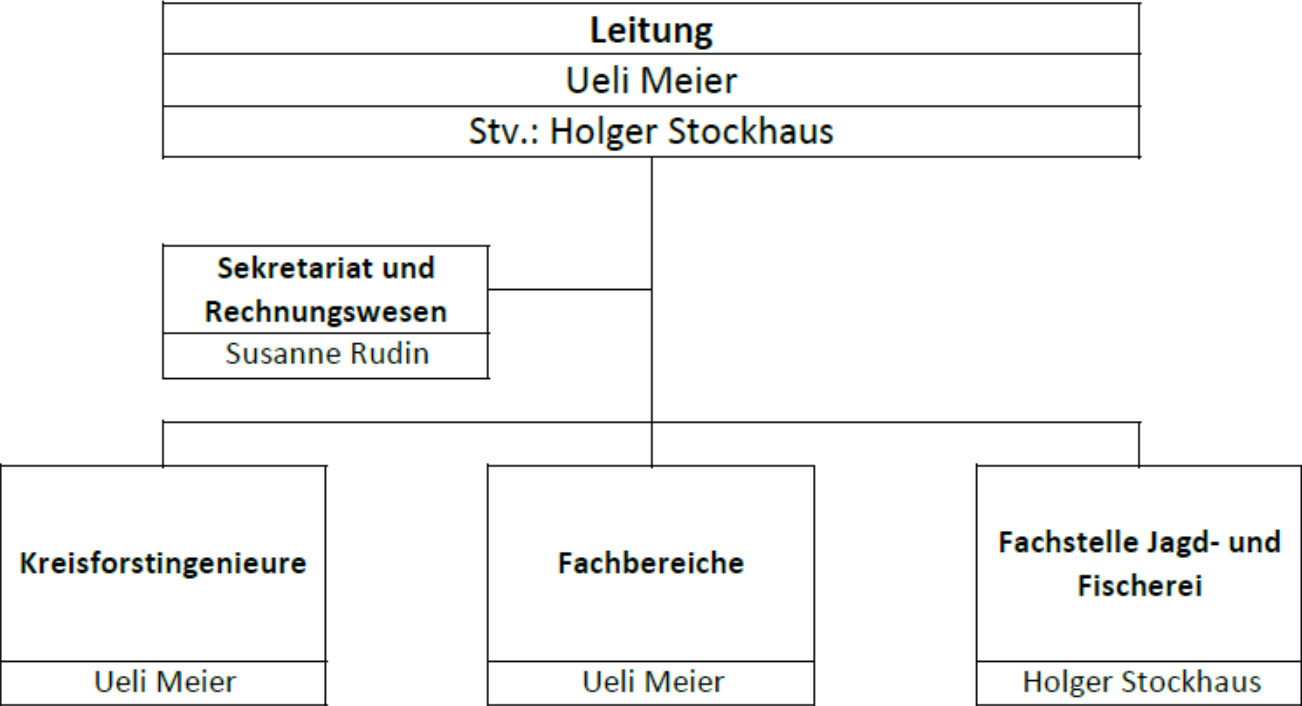 Leitung
Ueli Meier
Stv.: Holger Stockhaus
Sekretariat und
Rechnungswesen
Susanne Rudin
Kreisforstingenieure
Ueli Meier
Fachbereiche
Ueli Meier
Fachstelle Jagd- und
Fischerei
Holger Stockhaus